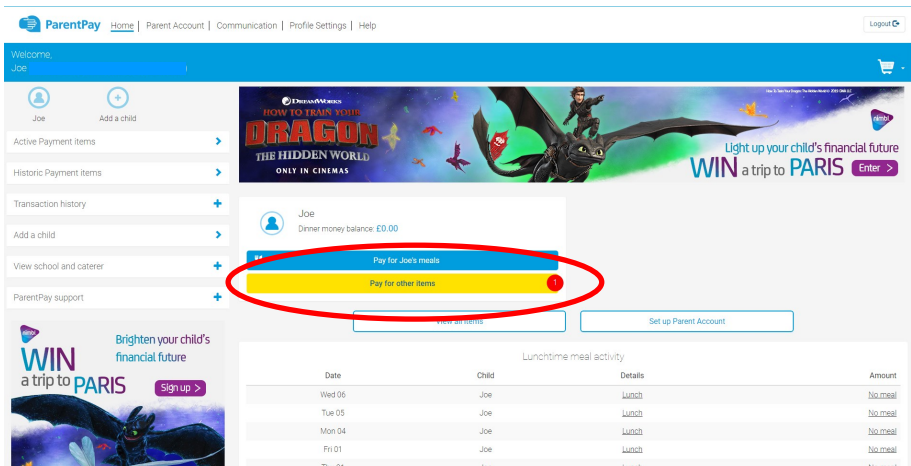 ParentPay Home | Parent Account | Communication | Profile Settings | Help
Logout
Welcome,
Joe
Joe
Add a child
Active Payment items
Historic Payment items
Transaction history
Add a child
View school and caterer
ParentPay support
nimbl
WIN
a trip to PARIS
Brighten your child's
financial future
Sign up >
DREAMWORKS
HOW TO TRAIN YOUR
DRAGON
THE HIDDEN WORLD
ONLY IN CINEMAS
nimbl
Light up your child's financial future
WIN a trip to PARIS Enter >
Joe
Dinner money balance: £0.00
Pay for Joe's meals
Pay for other items
1
View all items
Set up Parent Account
Lunchtime meal activity
Date Child Details Amount
Wed 06 Joe Lunch No meal
Tue 05 Joe Lunch No meal
Mon 04 Joe Lunch No meal
Fri 01 Joe Lunch No meal